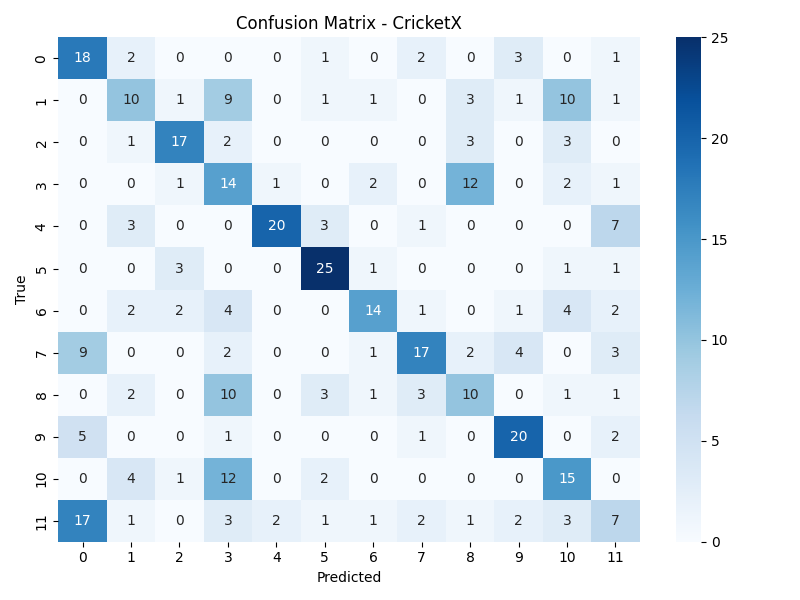 Confusion Matrix - CricketX
0 18 2 0 0 0 1 0 2 0 3 0 1
1 0 10 1 9 0 1 1 0 3 1 10 1
2 0 1 17 2 0 0 0 0 3 0 3 0
3 0 0 1 14 1 0 2 0 12 0 2 1
4 0 3 0 0 20 3 0 1 0 0 0 7
5 0 0 3 0 0 25 1 0 0 0 1 1
6 0 2 2 4 0 0 14 1 0 1 4 2
7 9 0 0 2 0 0 1 17 2 4 0 3
8 0 2 0 10 0 3 1 3 10 0 1 1
9 5 0 0 1 0 0 0 1 0 20 0 2
10 0 4 1 12 0 2 0 0 0 0 15 0
11 17 1 0 3 2 1 1 2 1 2 3 7
0 1 2 3 4 5 6 7 8 9 10 11
Predicted
True
25
20
15
10
5
0